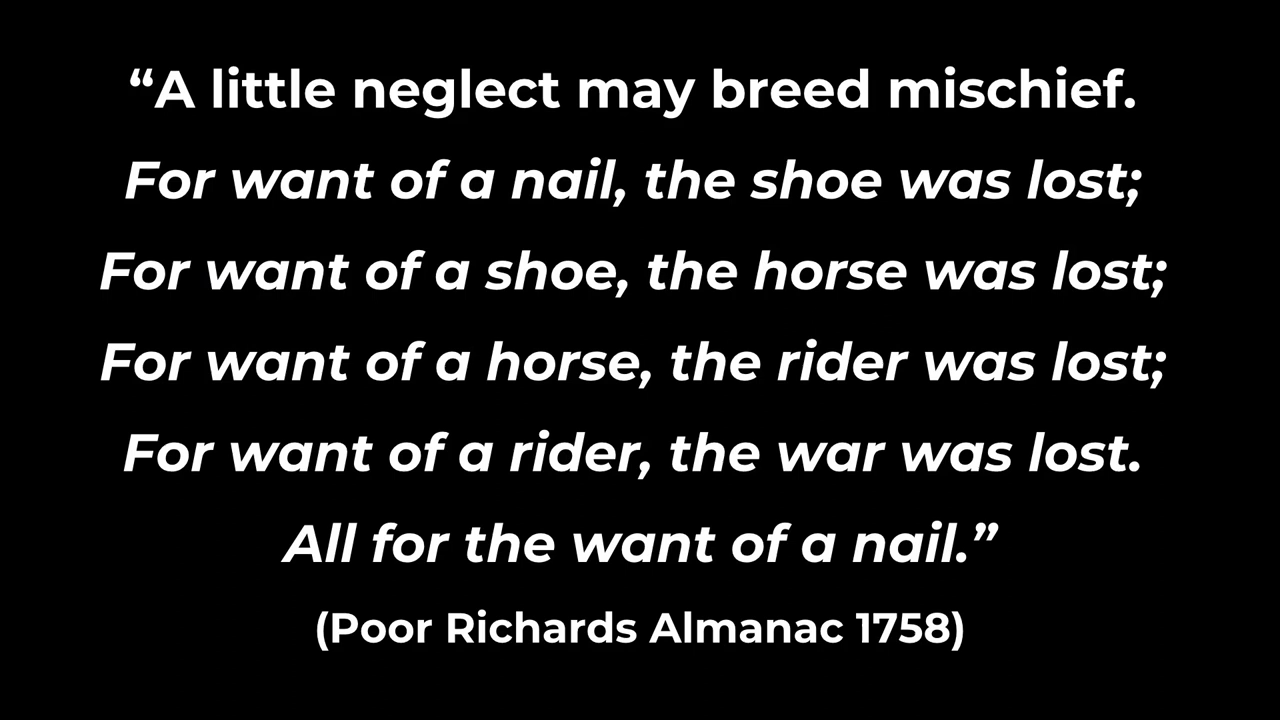 “A little neglect may breed mischief.
For want of a nail, the shoe was lost;
For want of a shoe, the horse was lost;
For want of a horse, the rider was lost;
For want of a rider, the war was lost.
All for the want of a nail.”
(Poor Richards Almanac 1758)